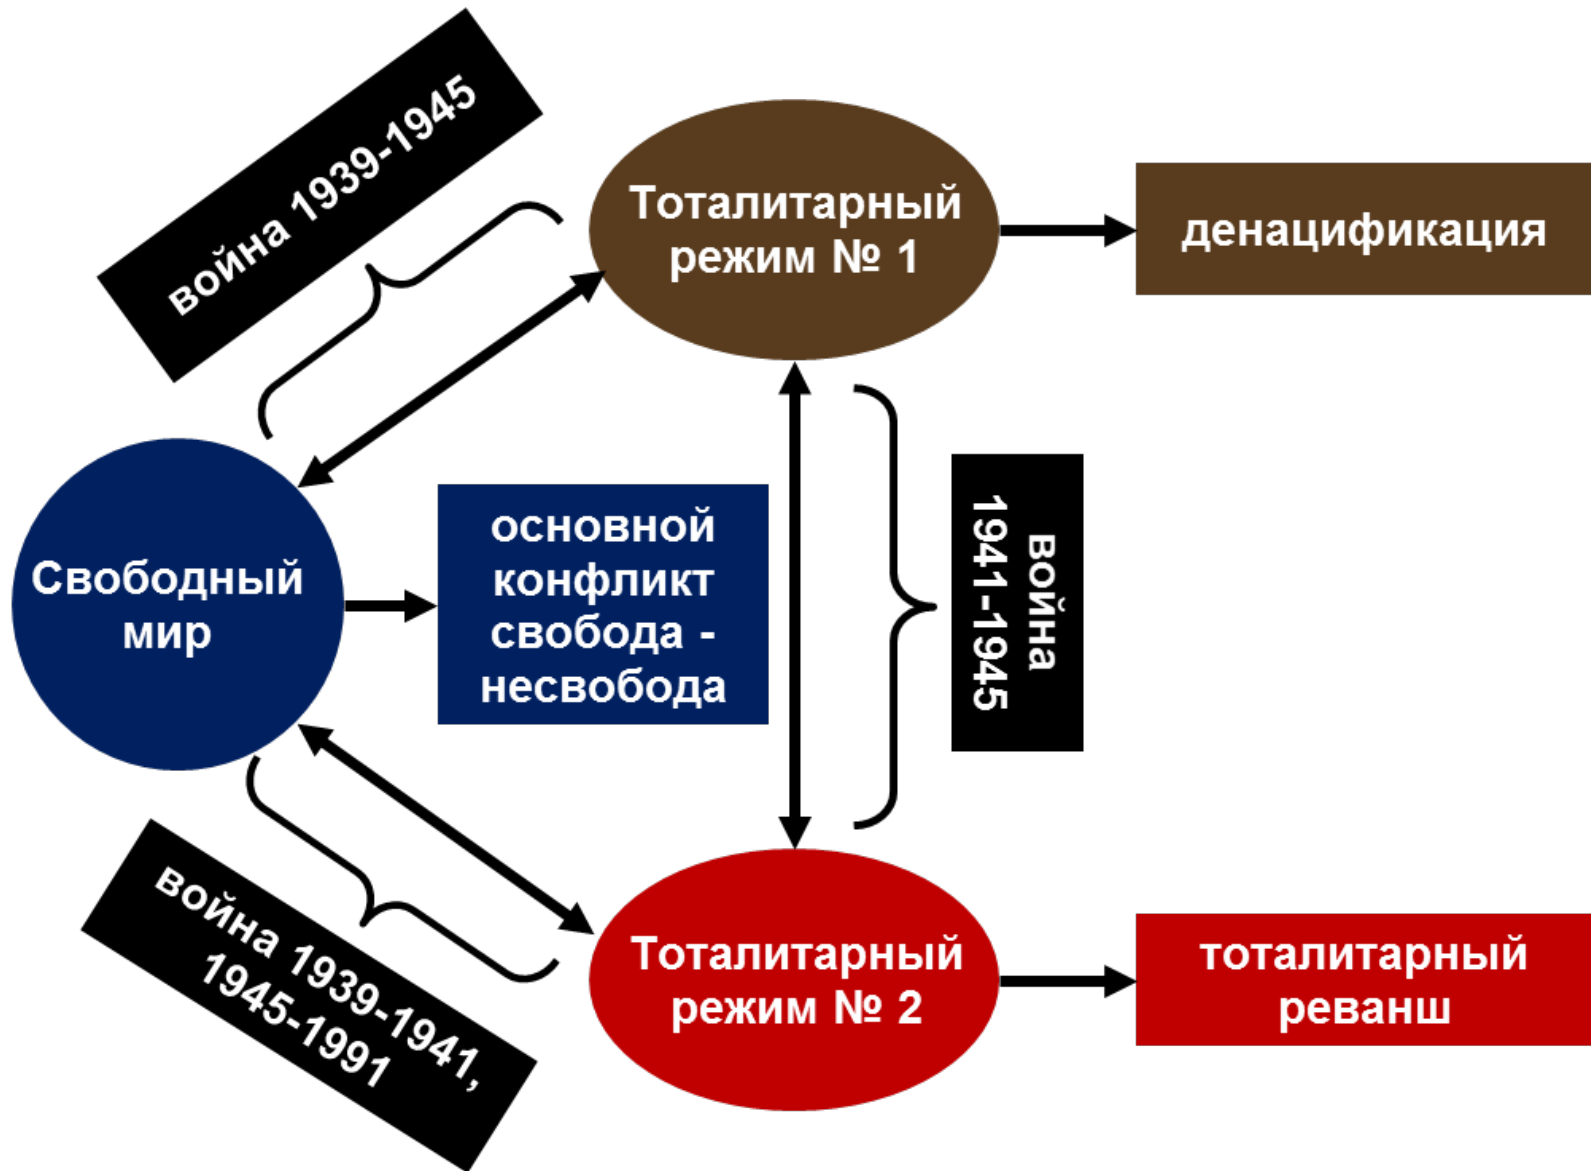 война 1939-1945
Тоталитарный
режим № 1
денацификация
Свободный
мир
основной
конфликт
свобода -
несвобода
война
1941-1945
война 1939-1941,
1945-1991
Тоталитарный
режим № 2
тоталитарный
реванш